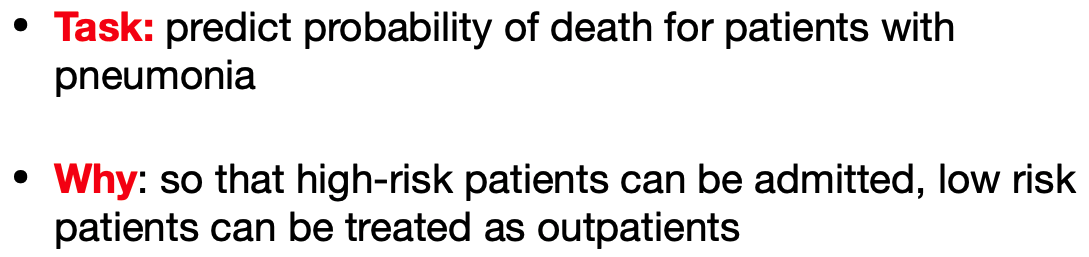 • Task: predict probability of death for patients with
pneumonia
• Why: so that high-risk patients can be admitted, low risk
patients can be treated as outpatients